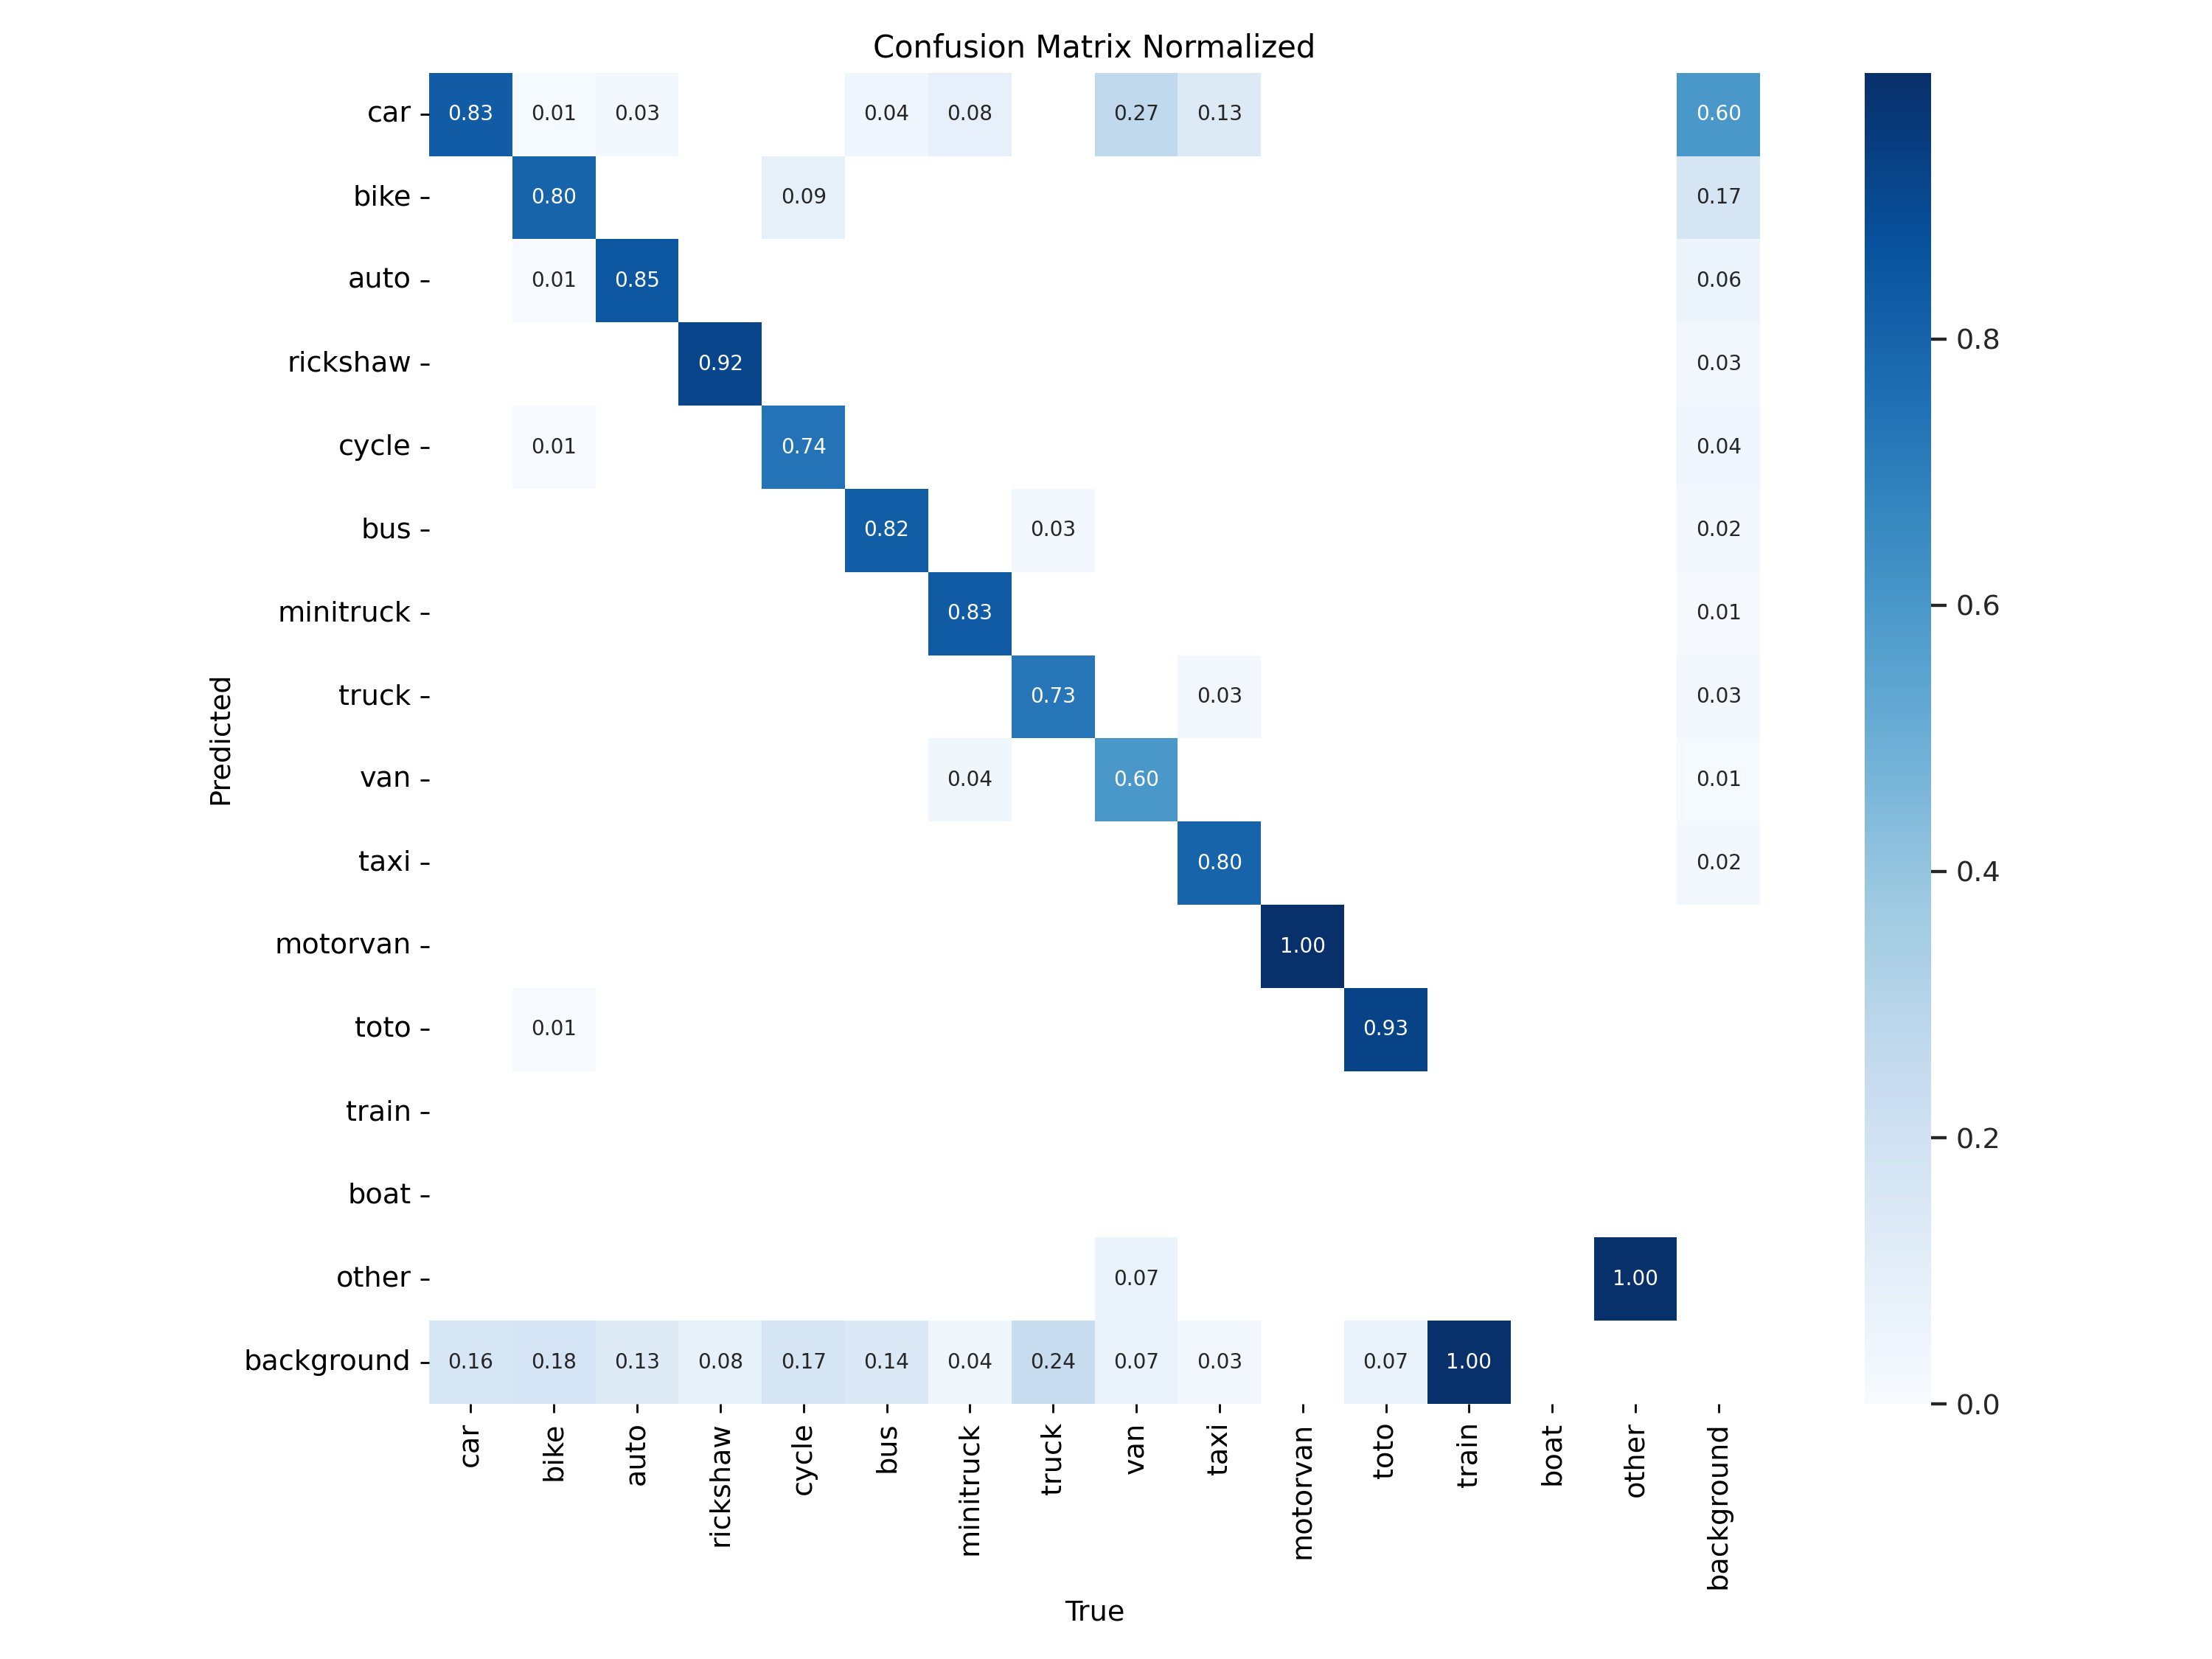 Confusion Matrix Normalized
car 0.83 0.01 0.03 0.04 0.08 0.27 0.13 0.60
bike 0.80 0.09 0.17
auto 0.01 0.85 0.06
rickshaw 0.92 0.03
cycle 0.01 0.74 0.04
bus 0.82 0.03 0.02
minitruck 0.83 0.01
truck 0.73 0.03 0.03
van 0.04 0.60 0.01
taxi 0.80 0.02
motorvan 1.00
toto 0.01 0.93
train
boat
other 0.07 1.00
background 0.16 0.18 0.13 0.08 0.17 0.14 0.04 0.24 0.07 0.03 0.07 1.00
Predicted
car bike auto rickshaw cycle bus minitruck truck van taxi motorvan toto train boat other background
True
0.8
0.6
0.4
0.2
0.0